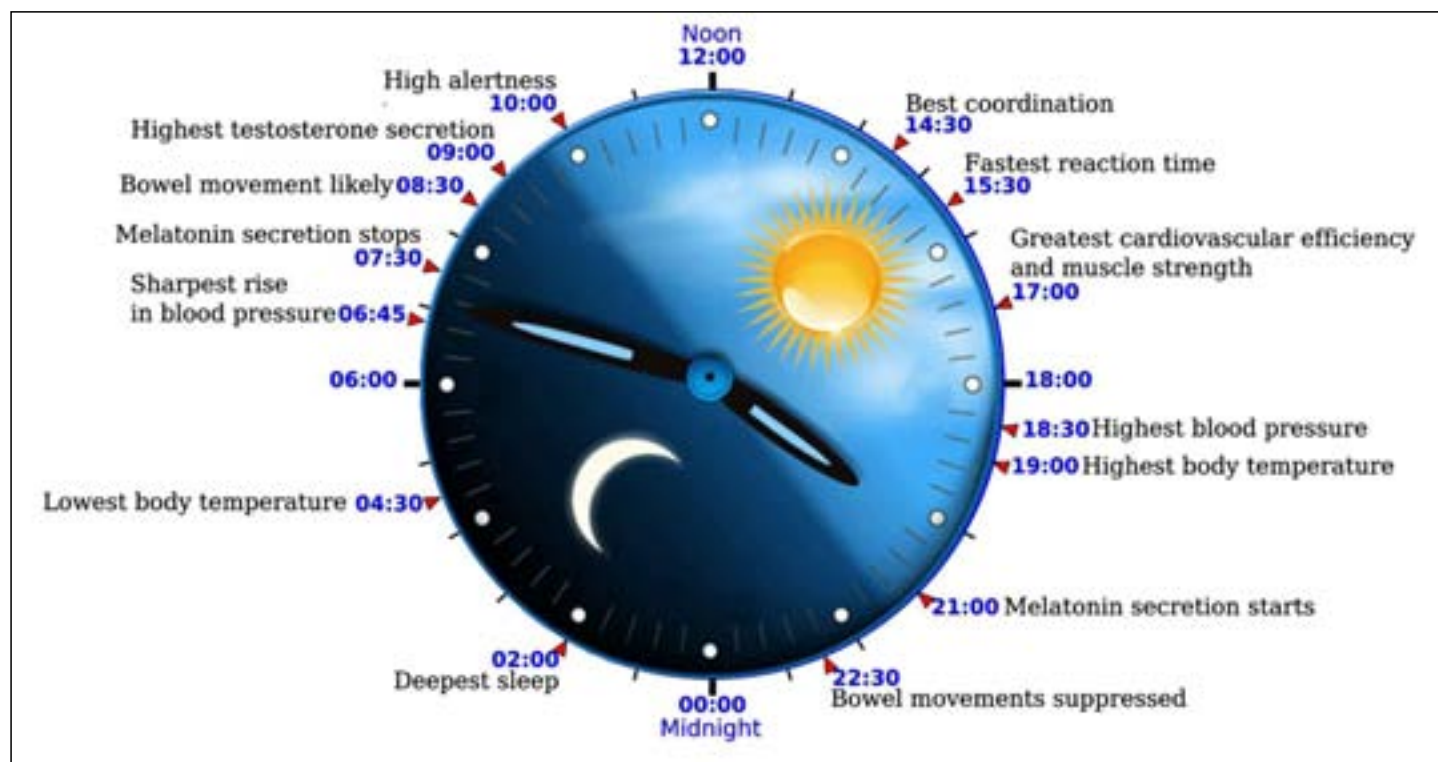 Noon
12:00
High alertness
10:00
Highest testosterone secretion
09:00
Bowel movement likely 08:30
Melatonin secretion stops
07:30
Sharpest rise
in blood pressure 06:45
06:00
Lowest body temperature 04:30
02:00
Deepest sleep
00:00
Midnight
Best coordination
14:30
Fastest reaction time
15:30
Greatest cardiovascular efficiency
and muscle strength
17:00
18:00
18:30 Highest blood pressure
19:00 Highest body temperature
21:00 Melatonin secretion starts
22:30
Bowel movements suppressed